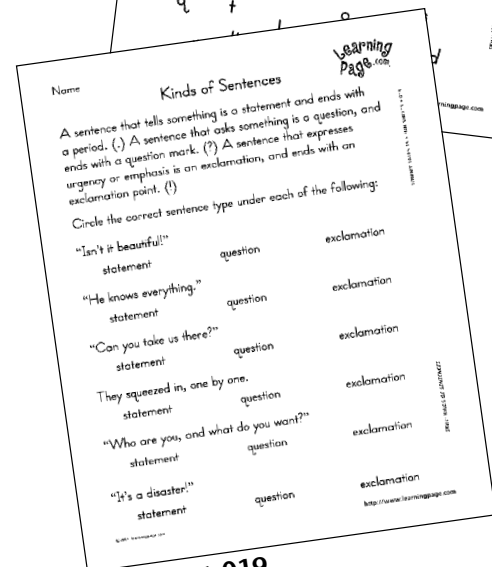 Learning
Page.com
Name
Kinds of Sentences
A sentence that tells something is a statement and ends with
a period. (.) A sentence that asks something is a question, and
ends with a question mark. (?) A sentence that expresses
urgency or emphasis is an exclamation, and ends with an
exclamation point. (!)
Circle the correct sentence type under each of the following:
"Isn't it beautiful!"
statement question exclamation
"He knows everything."
statement question exclamation
"Can you take us there?"
statement question exclamation
They squeezed in, one by one.
statement question exclamation
"Who are you, and what do you want?"
statement question exclamation
"It's a disaster!"
statement question exclamation
http://www.learningpage.com
rningpage.com
019